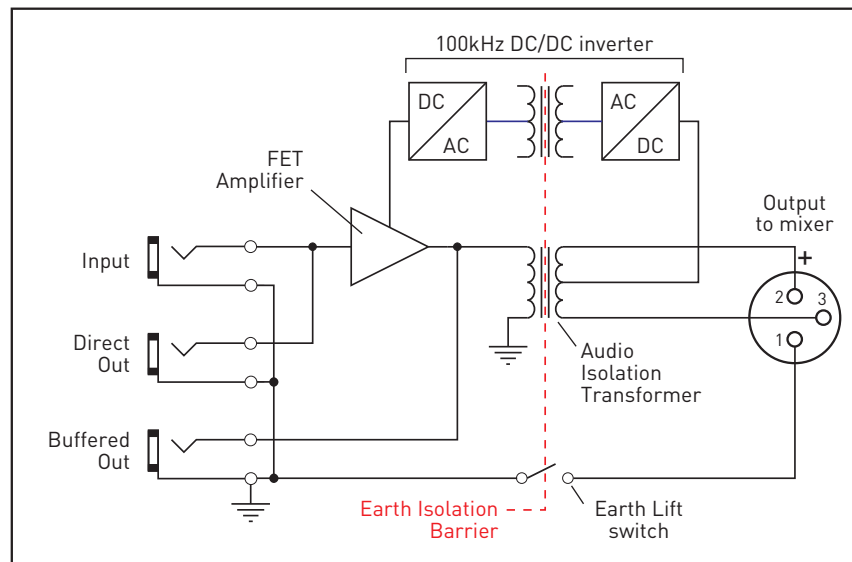 100kHz DC/DC inverter
DC
AC
AC
DC
FET
Amplifier
Output
to mixer
+
Input
2
3
1
Direct
Out
Audio
Isolation
Transformer
Buffered
Out
Earth Isolation
Barrier
Earth Lift
switch